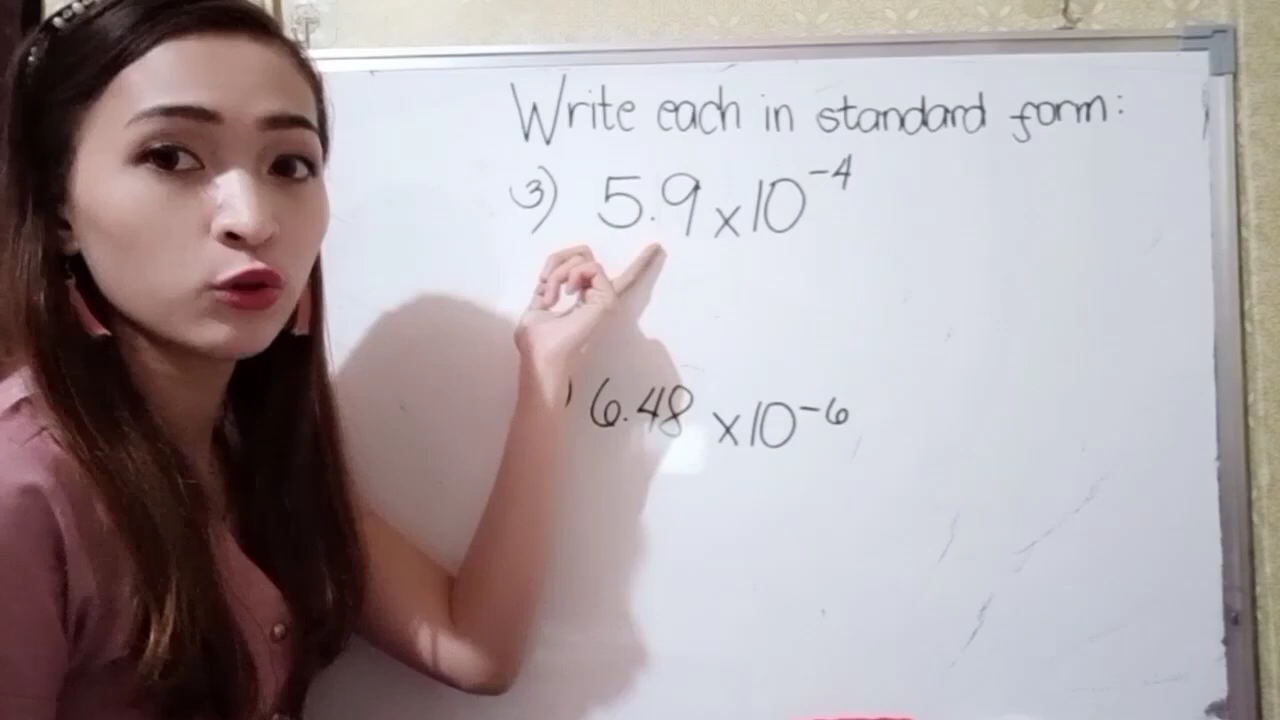 Write each in standard form:
3) 5.9 x 10⁻⁴
) 6.48 x 10⁻⁶